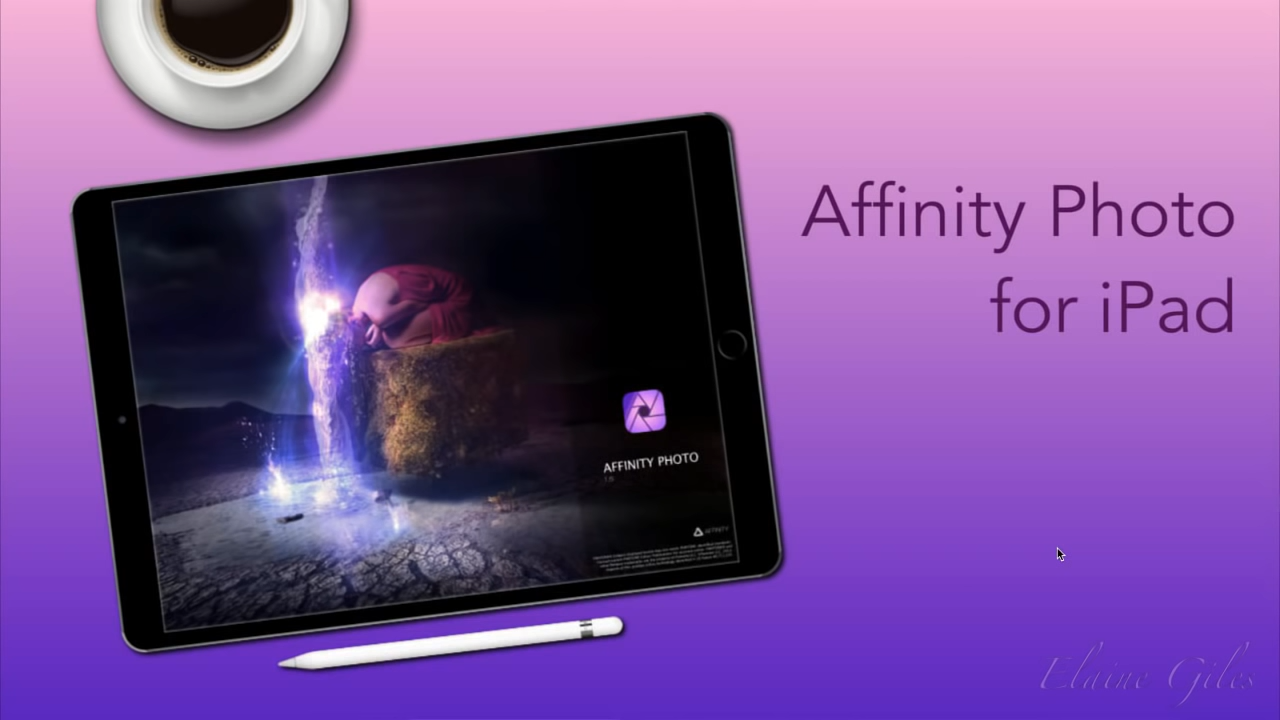 Affinity Photo
for iPad
AFFINITY PHOTO
AFFINITY
Elaine Giles